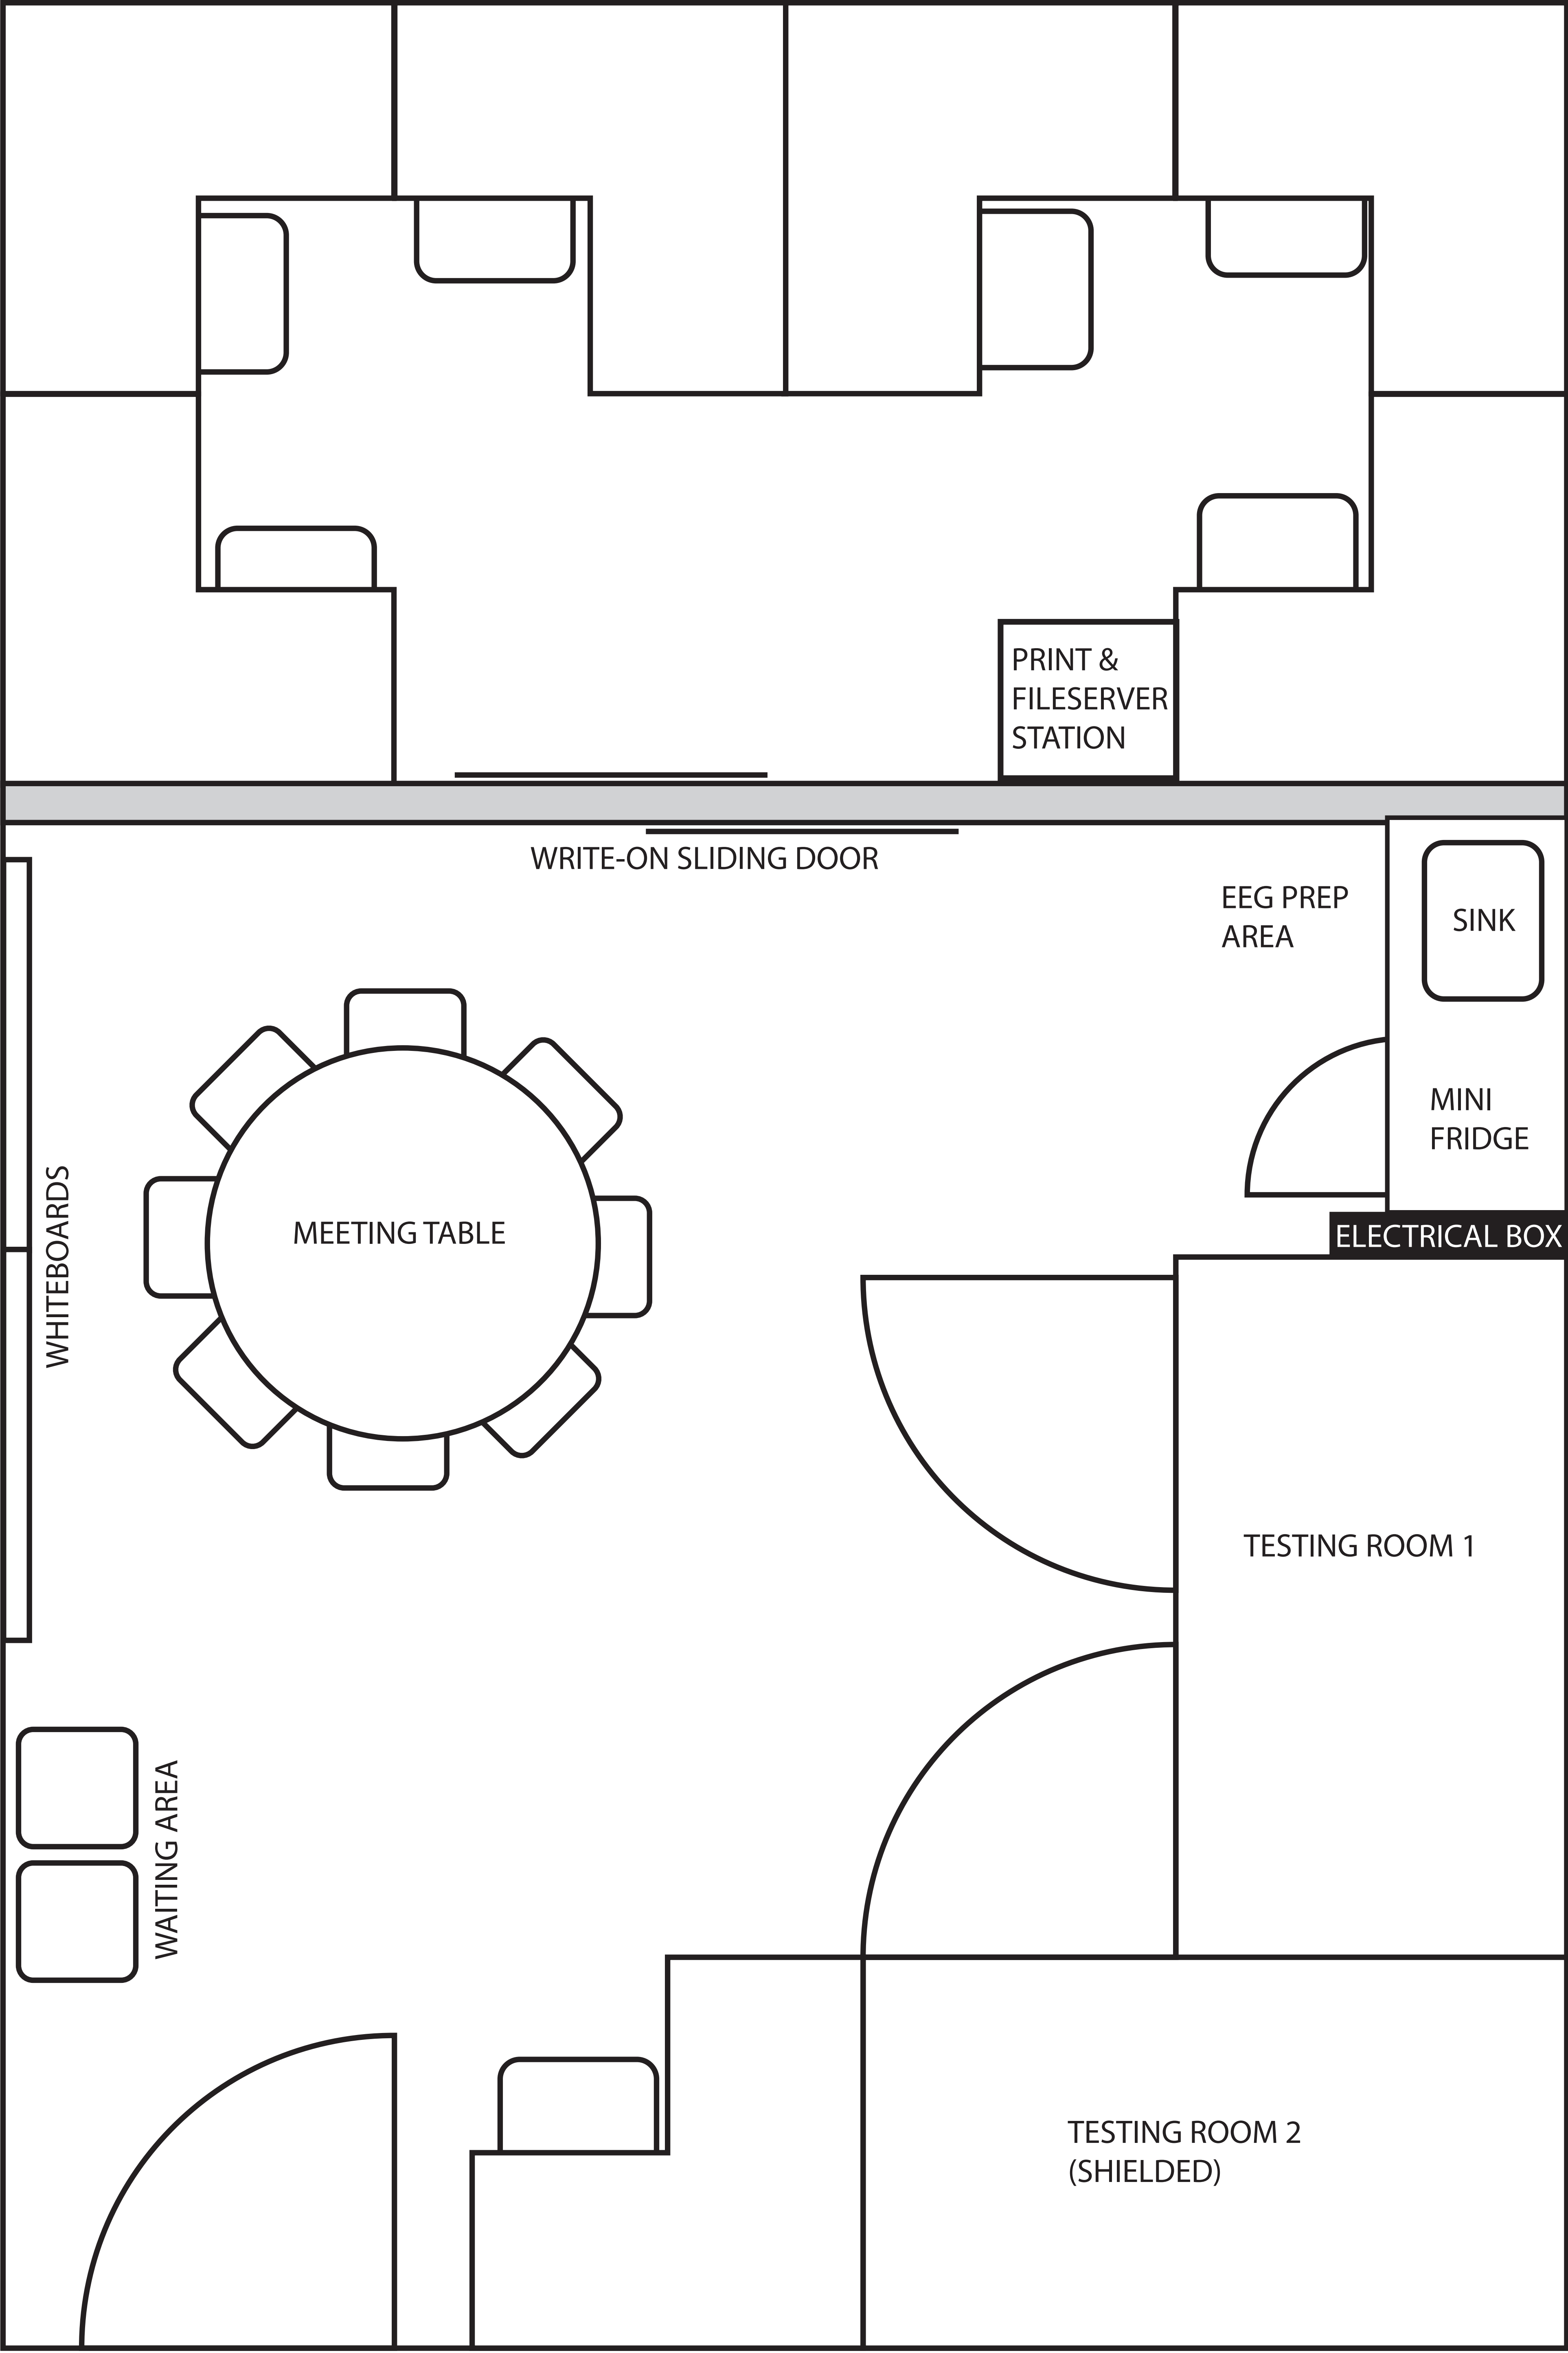 PRINT &
FILESERVER
STATION
WRITE-ON SLIDING DOOR
EEG PREP
AREA
SINK
MINI
FRIDGE
WHITEBOARDS
MEETING TABLE
ELECTRICAL BOX
TESTING ROOM 1
WAITING AREA
TESTING ROOM 2
(SHIELDED)